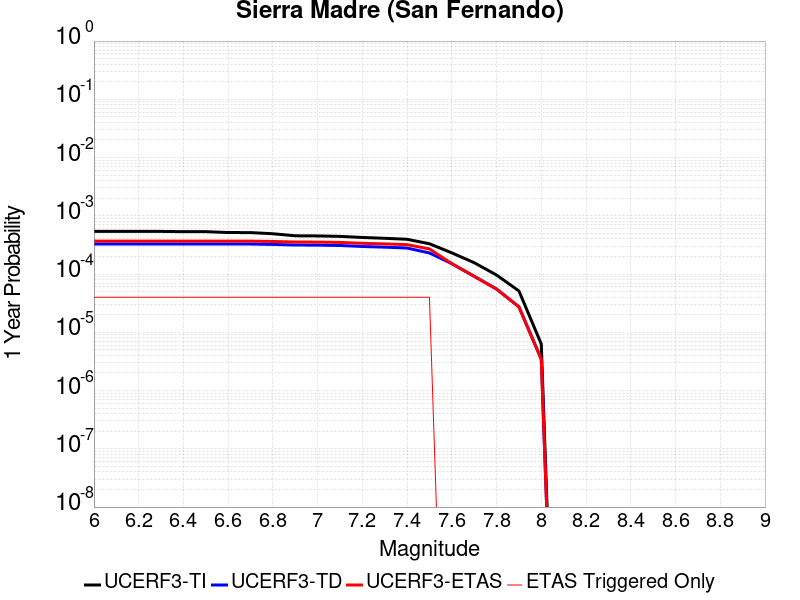 Sierra Madre (San Fernando)
10^0
10^-1
10^-2
10^-3
10^-4
10^-5
10^-6
10^-7
10^-8
1 Year Probability
6 6.2 6.4 6.6 6.8 7 7.2 7.4 7.6 7.8 8 8.2 8.4 8.6 8.8 9
Magnitude
UCERF3-TI UCERF3-TD UCERF3-ETAS ETAS Triggered Only